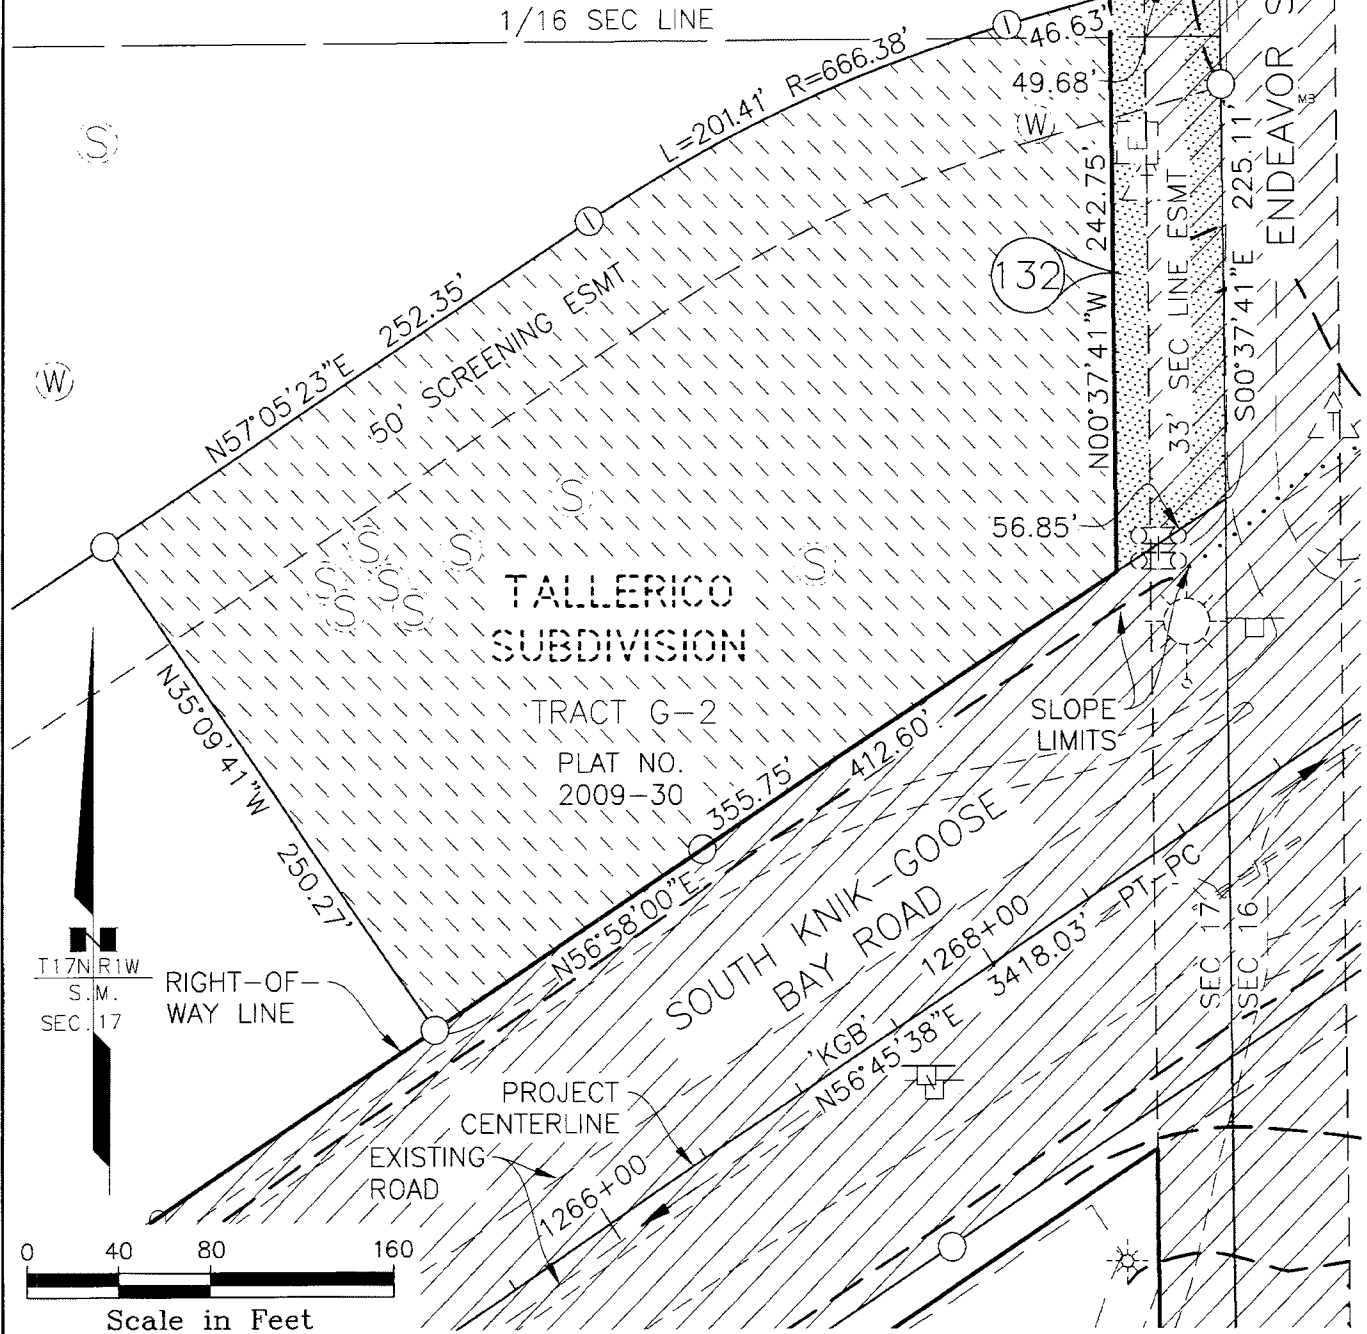 1/16 SEC LINE
46.63'
49.68'
L=201.41' R=666.38'
S
W
E
M3
ENDEAVOR S
N00°37'41"W 242.75'
33' SEC LINE ESMT
S00°37'41"E 225.11'
132
N57°05'23"E 252.35'
50' SCREENING ESMT
W
T
S
56.85'
S
S
S
S
S
S
S
TALLERICO
SUBDIVISION
TRACT G-2
PLAT NO.
2009-30
SLOPE
LIMITS
N35°09'41"W 250.27'
N56°58'00"E 355.75'
412.60'
SOUTH KNIK-GOOSE
BAY ROAD
1268+00
'KGB'
N56°45'38"E 3418.03' PT-PC
SEC 17
SEC 16
N
T17N R1W
S.M.
SEC. 17
RIGHT-OF-
WAY LINE
PROJECT
CENTERLINE
EXISTING
ROAD
1266+00
0 40 80 160
Scale in Feet